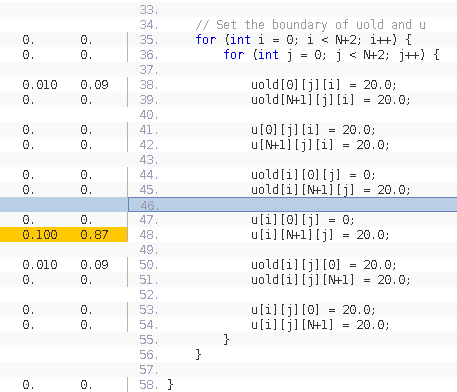 33.
34. // Set the boundary of uold and u
0. 0. 35. for (int i = 0; i < N+2; i++) {
0. 0. 36. for (int j = 0; j < N+2; j++) {
37.
0.010 0.09 38. uold[0][j][i] = 20.0;
0. 0. 39. uold[N+1][j][i] = 20.0;
40.
0. 0. 41. u[0][j][i] = 20.0;
0. 0. 42. u[N+1][j][i] = 20.0;
43.
0. 0. 44. uold[i][0][j] = 0;
0. 0. 45. uold[i][N+1][j] = 20.0;
46.
0. 0. 47. u[i][0][j] = 0;
0.100 0.87 48. u[i][N+1][j] = 20.0;
49.
0.010 0.09 50. uold[i][j][0] = 20.0;
0. 0. 51. uold[i][j][N+1] = 20.0;
52.
0. 0. 53. u[i][j][0] = 20.0;
0. 0. 54. u[i][j][N+1] = 20.0;
55. }
56. }
57.
0. 0. 58. }